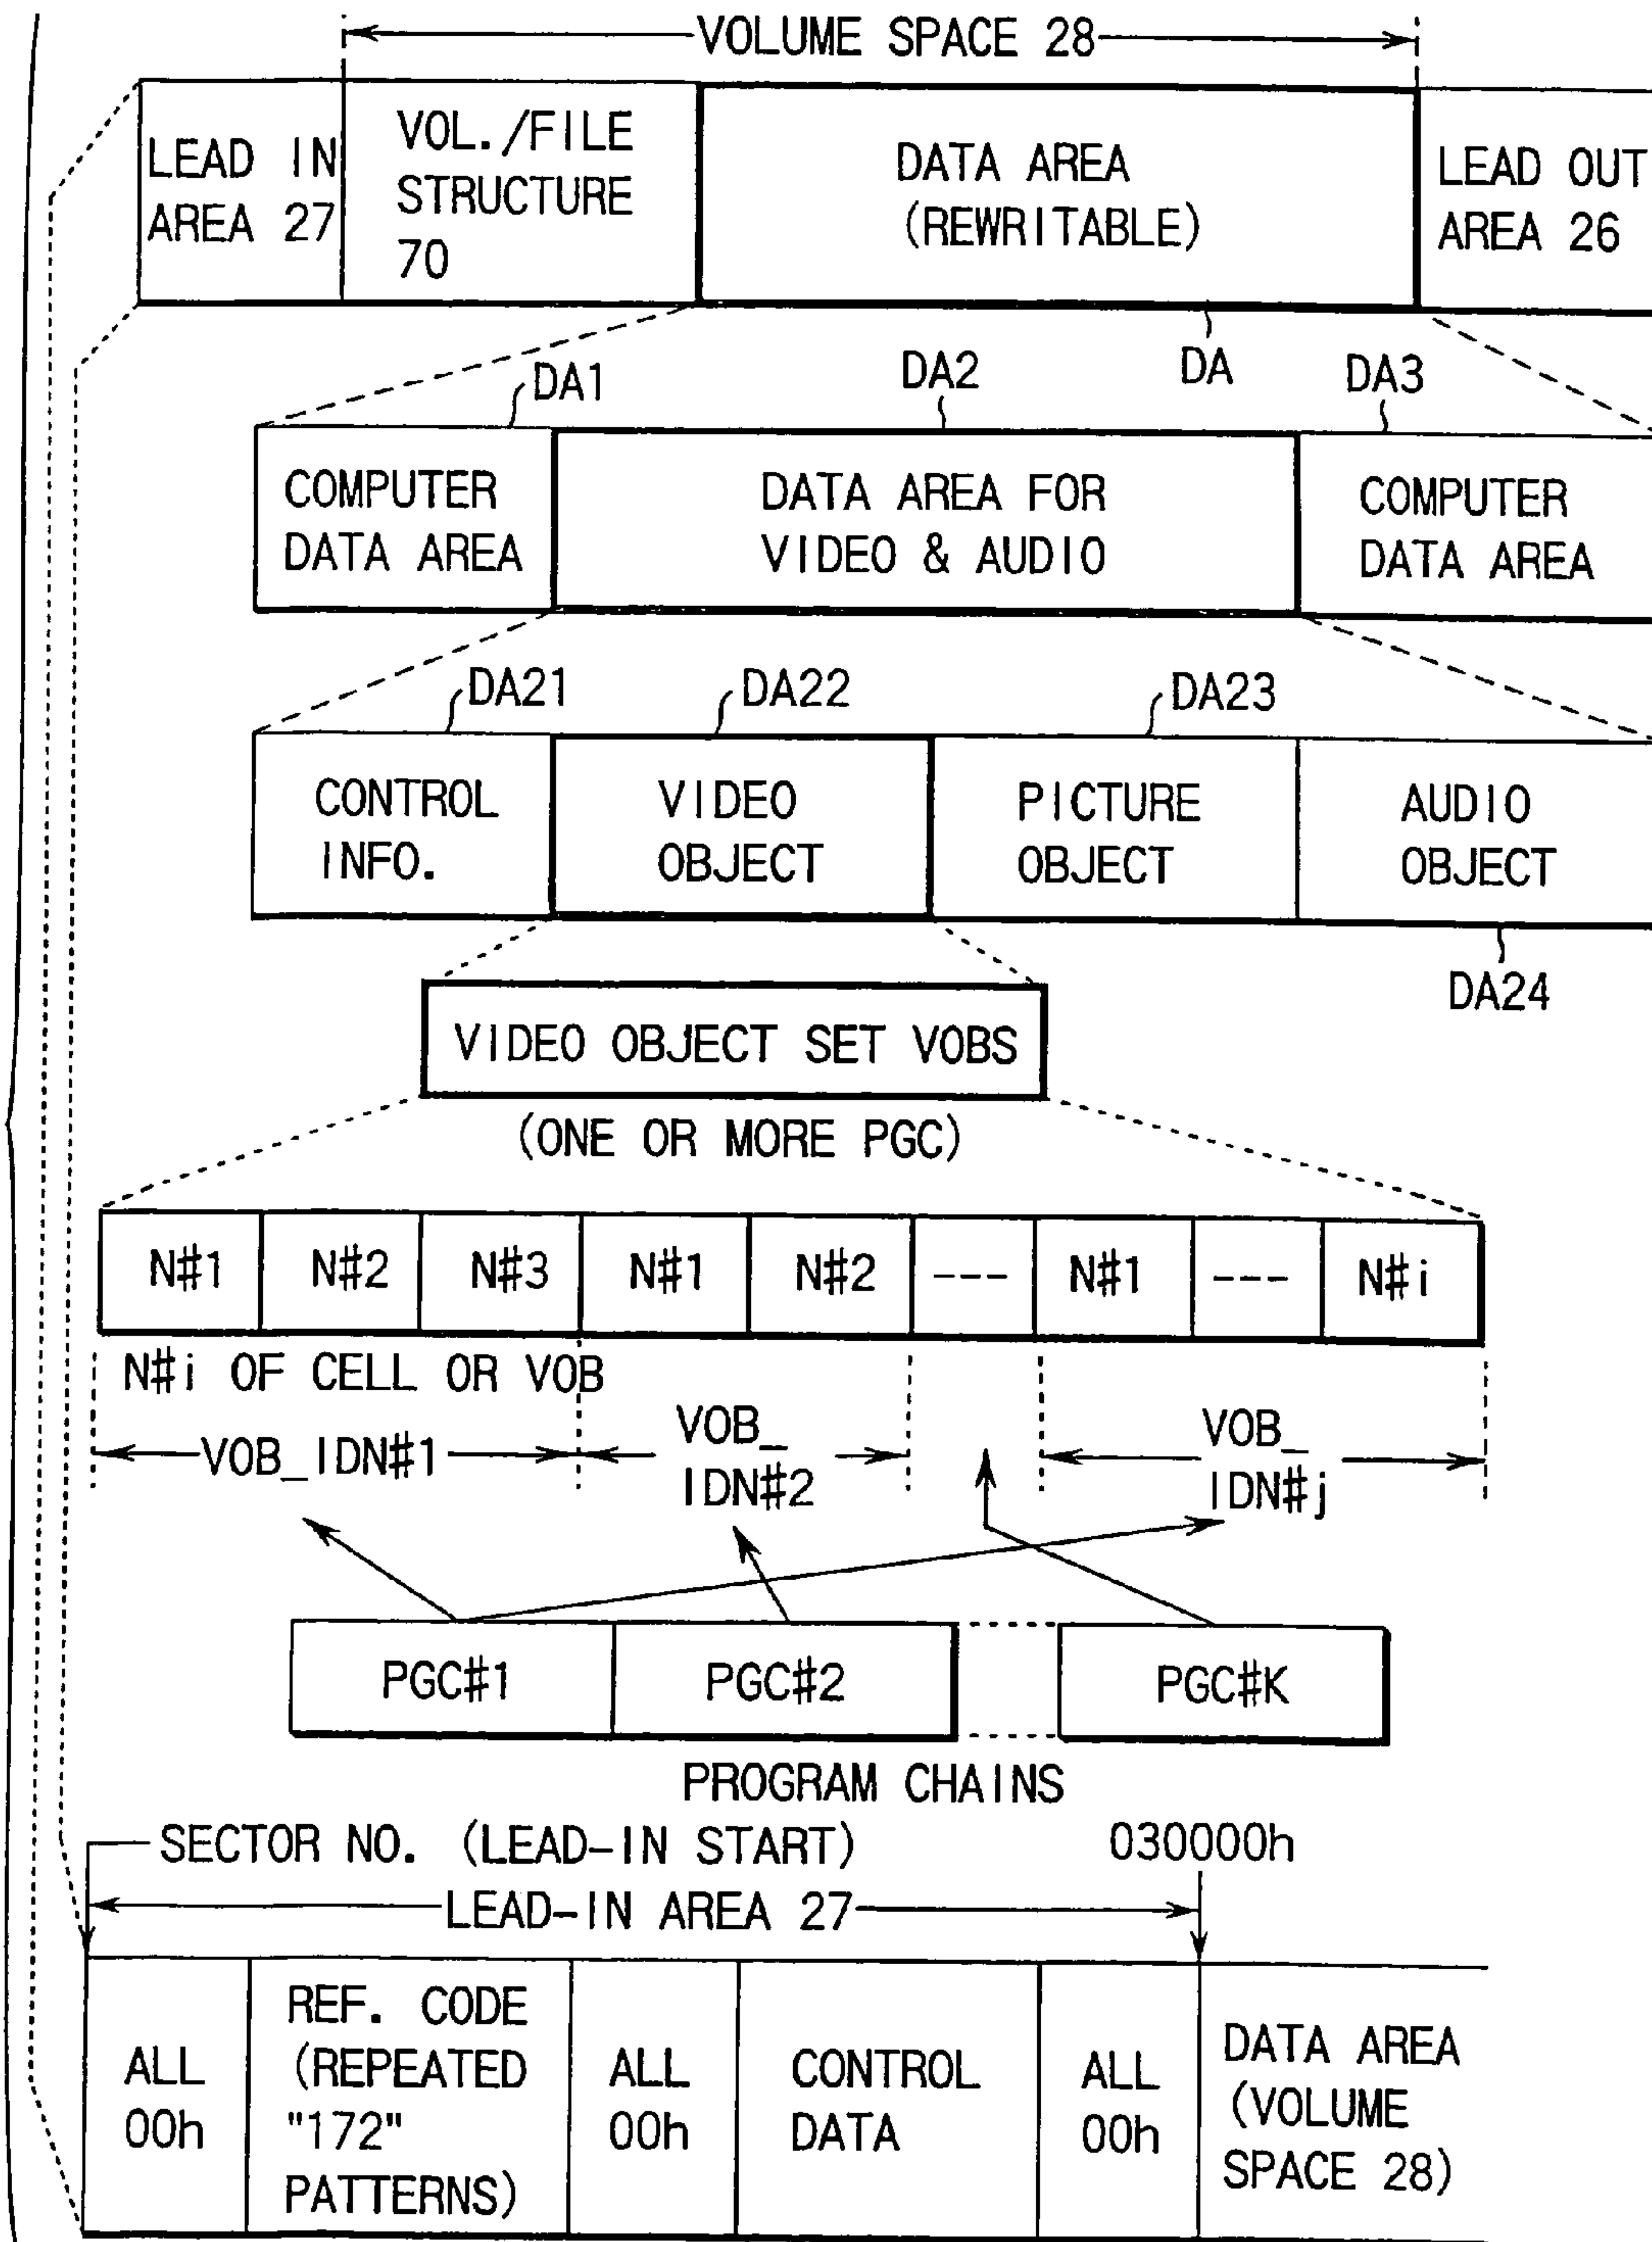 VOLUME SPACE 28
LEAD IN
AREA 27
VOL./FILE
STRUCTURE
70
DATA AREA
(REWRITABLE)
LEAD OUT
AREA 26
DA1
DA2
DA
DA3
COMPUTER
DATA AREA
DATA AREA FOR
VIDEO & AUDIO
COMPUTER
DATA AREA
DA21
DA22
DA23
CONTROL
INFO.
VIDEO
OBJECT
PICTURE
OBJECT
AUDIO
OBJECT
DA24
VIDEO OBJECT SET VOBS
(ONE OR MORE PGC)
N#1 N#2 N#3 N#1 N#2 --- N#1 --- N#i
N#i OF CELL OR VOB
VOB_IDN#1
VOB_
IDN#2
VOB_
IDN#j
PGC#1 PGC#2 PGC#K
PROGRAM CHAINS
SECTOR NO. (LEAD-IN START)
030000h
LEAD-IN AREA 27
ALL
00h
REF. CODE
(REPEATED
"172"
PATTERNS)
ALL
00h
CONTROL
DATA
ALL
00h
DATA AREA
(VOLUME
SPACE 28)